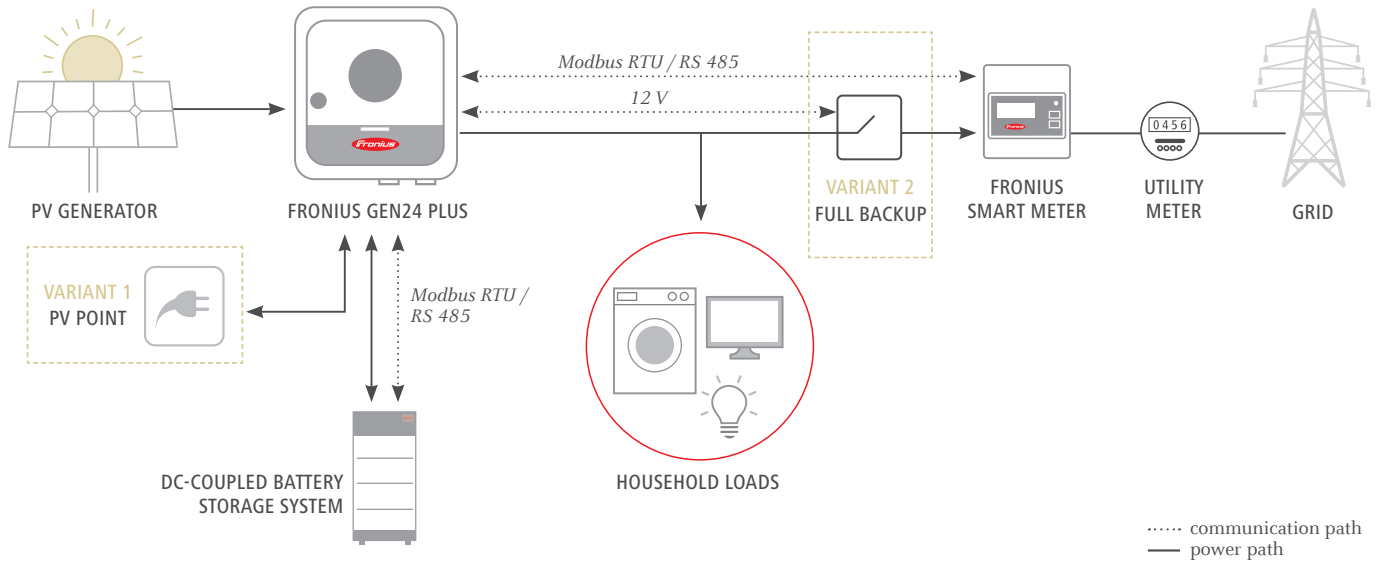 Modbus RTU / RS 485
12 V
Fronius
Fronius
0456
PV GENERATOR
FRONIUS GEN24 PLUS
VARIANT 2
FULL BACKUP
FRONIUS
SMART METER
UTILITY
METER
GRID
VARIANT 1
PV POINT
Modbus RTU /
RS 485
DC-COUPLED BATTERY
STORAGE SYSTEM
HOUSEHOLD LOADS
communication path
power path